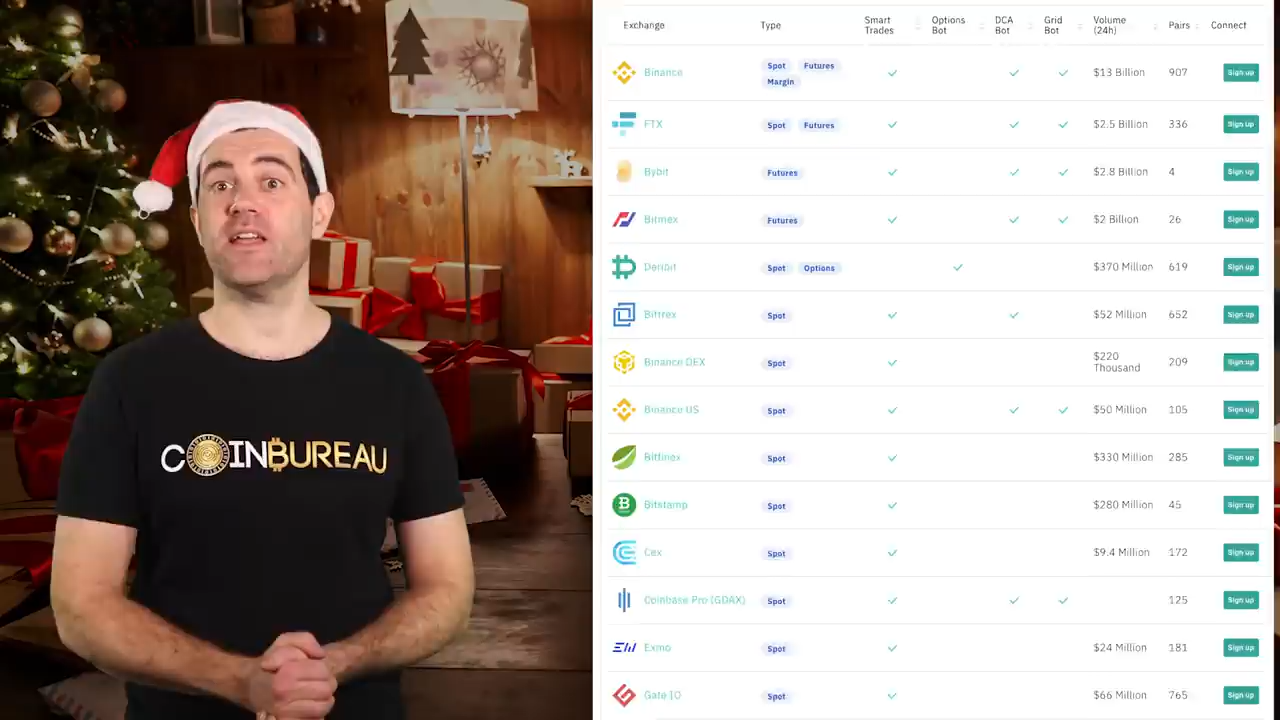 Exchange Type Smart Trades Options Bot DCA Bot Grid Bot Volume (24h) Pairs Connect
Binance Spot Futures Margin $13 Billion 907 Sign up
FTX Spot Futures $2.5 Billion 336 Sign up
Bybit Futures $2.8 Billion 4 Sign up
Bitmex Futures $2 Billion 26 Sign up
Deribit Spot Options $370 Million 619 Sign up
Bittrex Spot Million 652 Sign up
Binance DEX Spot Thousand 209 Sign up
Binance US Spot Million 105 Sign up
Bitfinex Spot $330 Million 285 Sign up
Bitstamp Spot Million 45 Sign up
Cex Spot $9.4 Million 172 Sign up
Coinbase Pro (GDAX) Spot 125 Sign up
Exmo Spot Million 181 Sign up
Gate IO Spot Million 765 Sign up
COINBUREAU